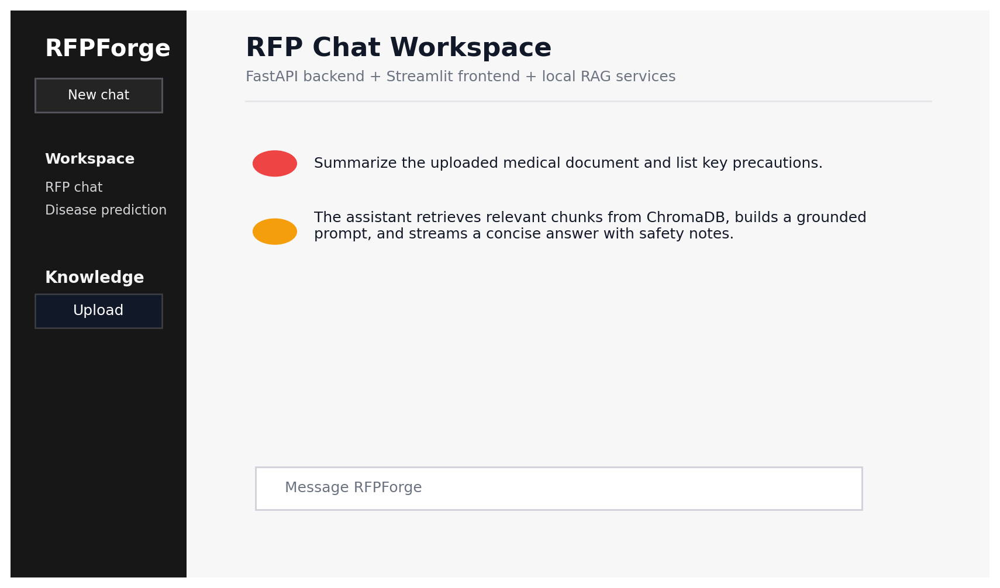 RFPForge
New chat
Workspace
RFP chat
Disease prediction
Knowledge
Upload
RFP Chat Workspace
FastAPI backend + Streamlit frontend + local RAG services
Summarize the uploaded medical document and list key precautions.
The assistant retrieves relevant chunks from ChromaDB, builds a grounded
prompt, and streams a concise answer with safety notes.
Message RFPForge